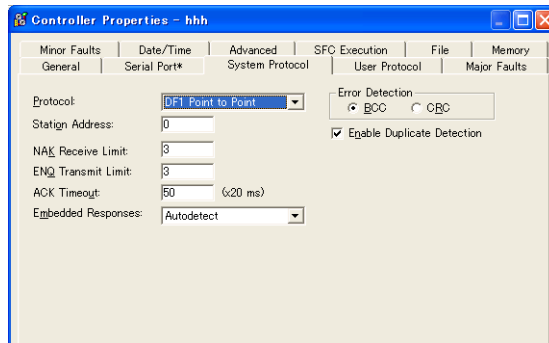 Controller Properties - hhh
Minor Faults Date/Time Advanced SFC Execution File Memory
General Serial Port* System Protocol User Protocol Major Faults
Protocol: DF1 Point to Point
Error Detection
BCC CRC
Station Address: 0
Enable Duplicate Detection
NAK Receive Limit: 3
ENQ Transmit Limit: 3
ACK Timeout: 50 (x20 ms)
Embedded Responses: Autodetect